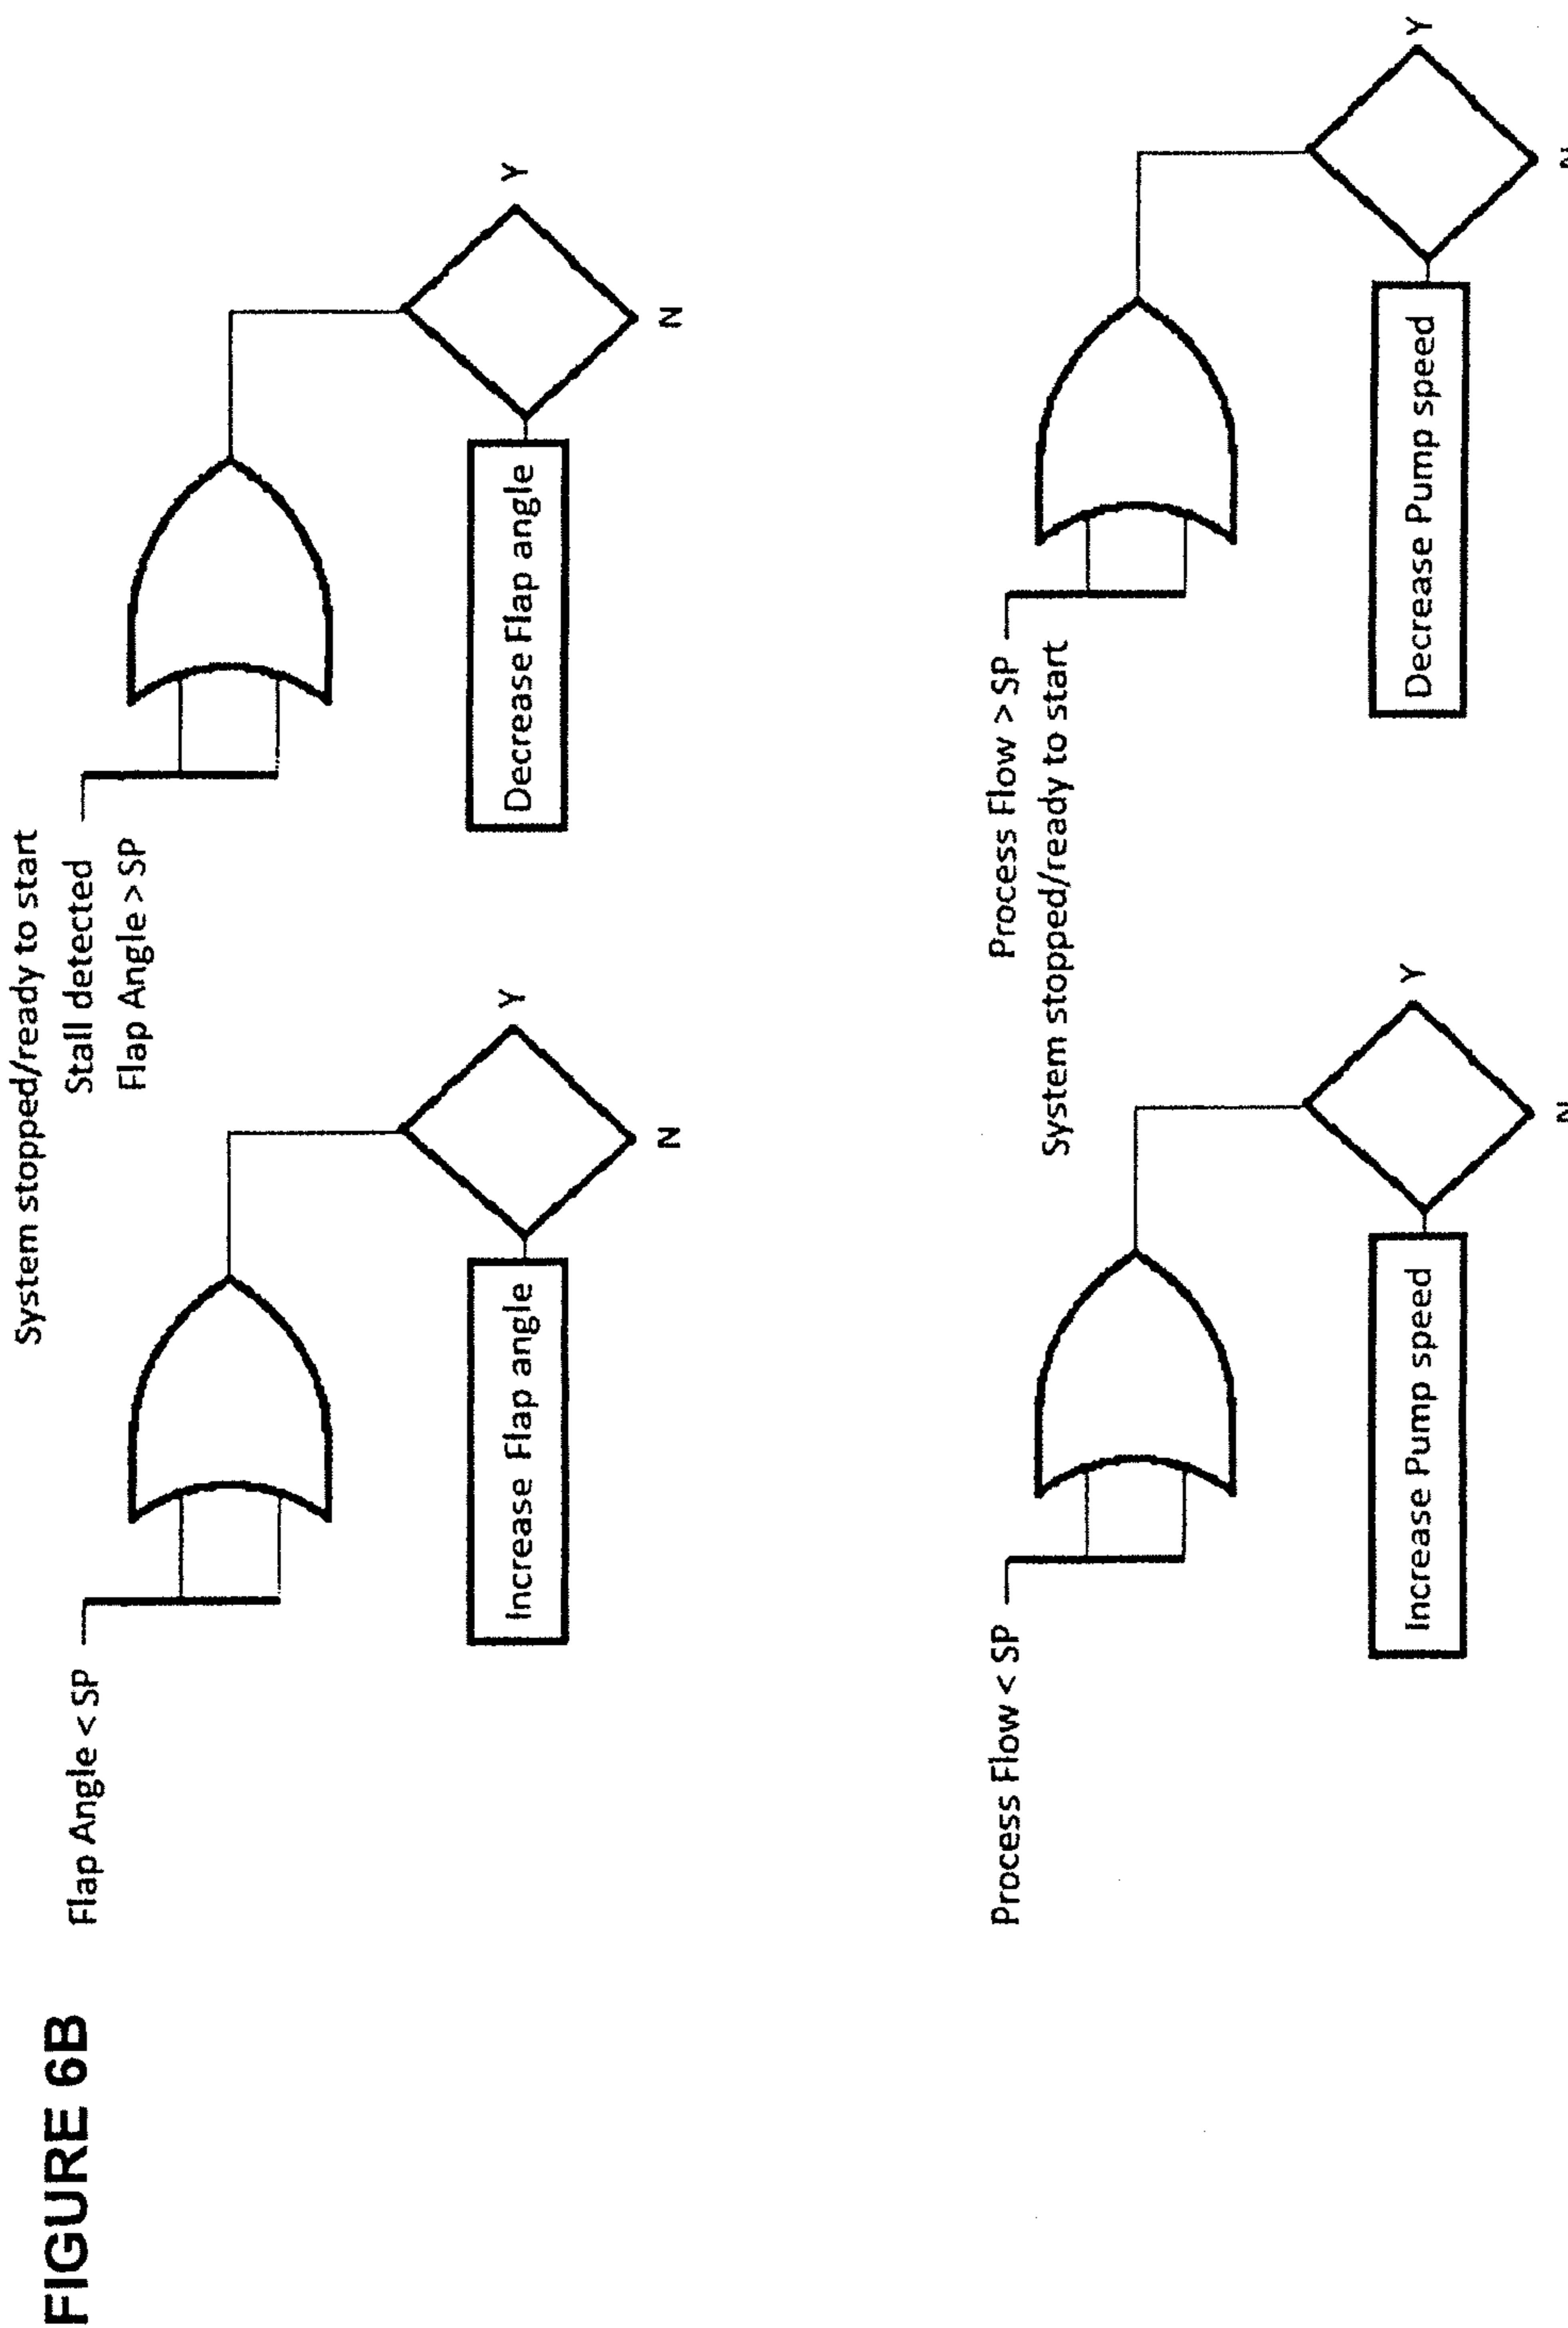 FIGURE 6B
Flap Angle < SP
Increase Flap angle
Y
N
System stopped/ready to start
Stall detected
Flap Angle > SP
Decrease Flap angle
Y
N
Process Flow < SP
Increase Pump speed
Y
N
Process Flow > SP
System stopped/ready to start
Decrease Pump speed
Y
N